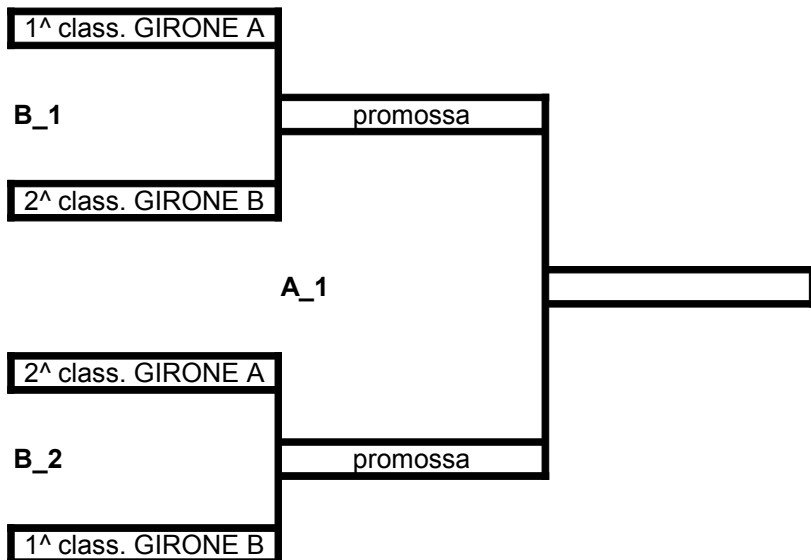 1^ class. GIRONE A
B_1
promossa
2^ class. GIRONE B
A_1
2^ class. GIRONE A
B_2
promossa
1^ class. GIRONE B